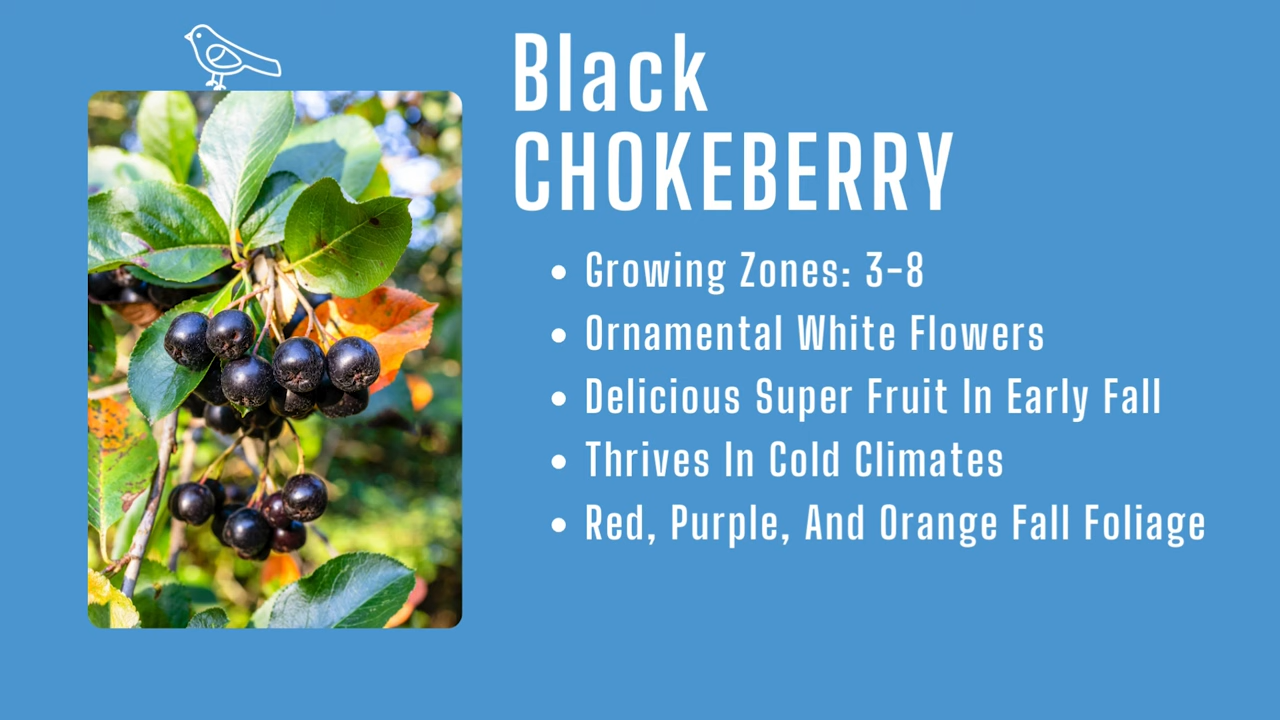 Black
CHOKEBERRY
• Growing Zones: 3-8
• Ornamental White Flowers
• Delicious Super Fruit In Early Fall
• Thrives In Cold Climates
• Red, Purple, And Orange Fall Foliage